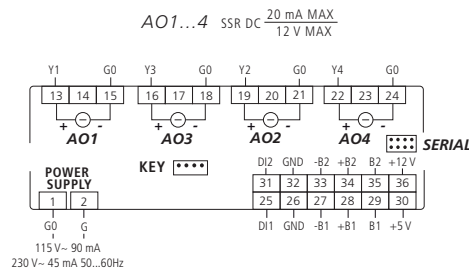 AO1...4 SSR DC 20 mA MAX
12 V MAX
Y1 G0 Y3 G0 Y2 G0 Y4 G0
13 14 15 16 17 18 19 20 21 22 23 24
+ - + - + - + -
AO1 AO3 AO2 AO4
SERIAL
KEY
POWER
SUPPLY
DI2 GND -B2 +B2 B2 +12 V
31 32 33 34 35 36
1 2 25 26 27 28 29 30
G0 G DI1 GND -B1 +B1 B1 +5 V
115 V~ 90 mA
230 V~ 45 mA 50...60Hz